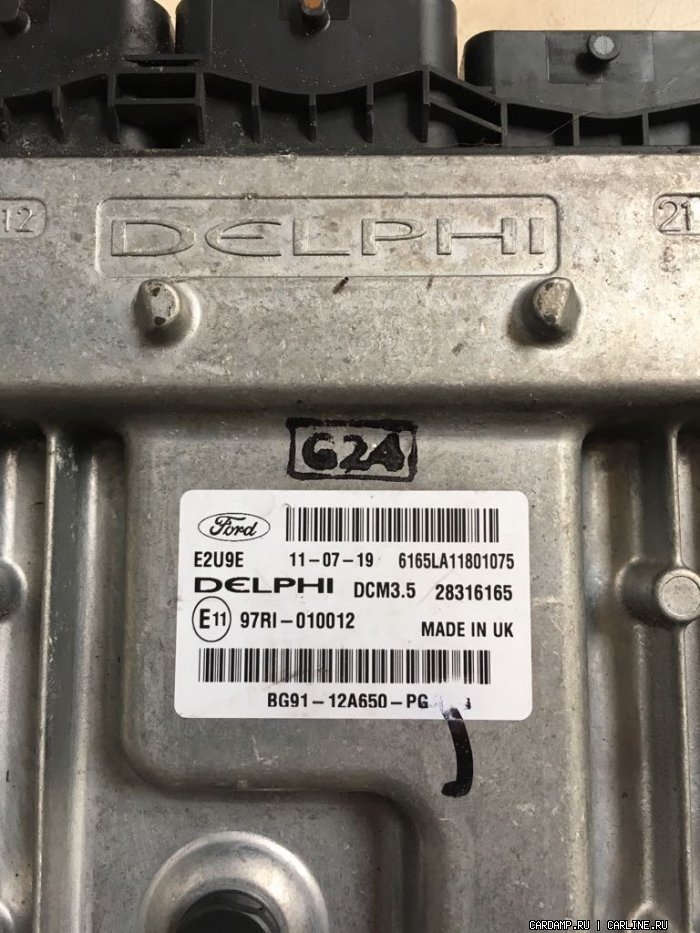 12
DELPHI
21
G2A
Ford
E2U9E 11-07-19 6165LA11801075
DELPHI DCM3.5 28316165
E11 97RI-010012 MADE IN UK
BG91-12A650-PG
CARDAMP.RU | CARLINE.RU